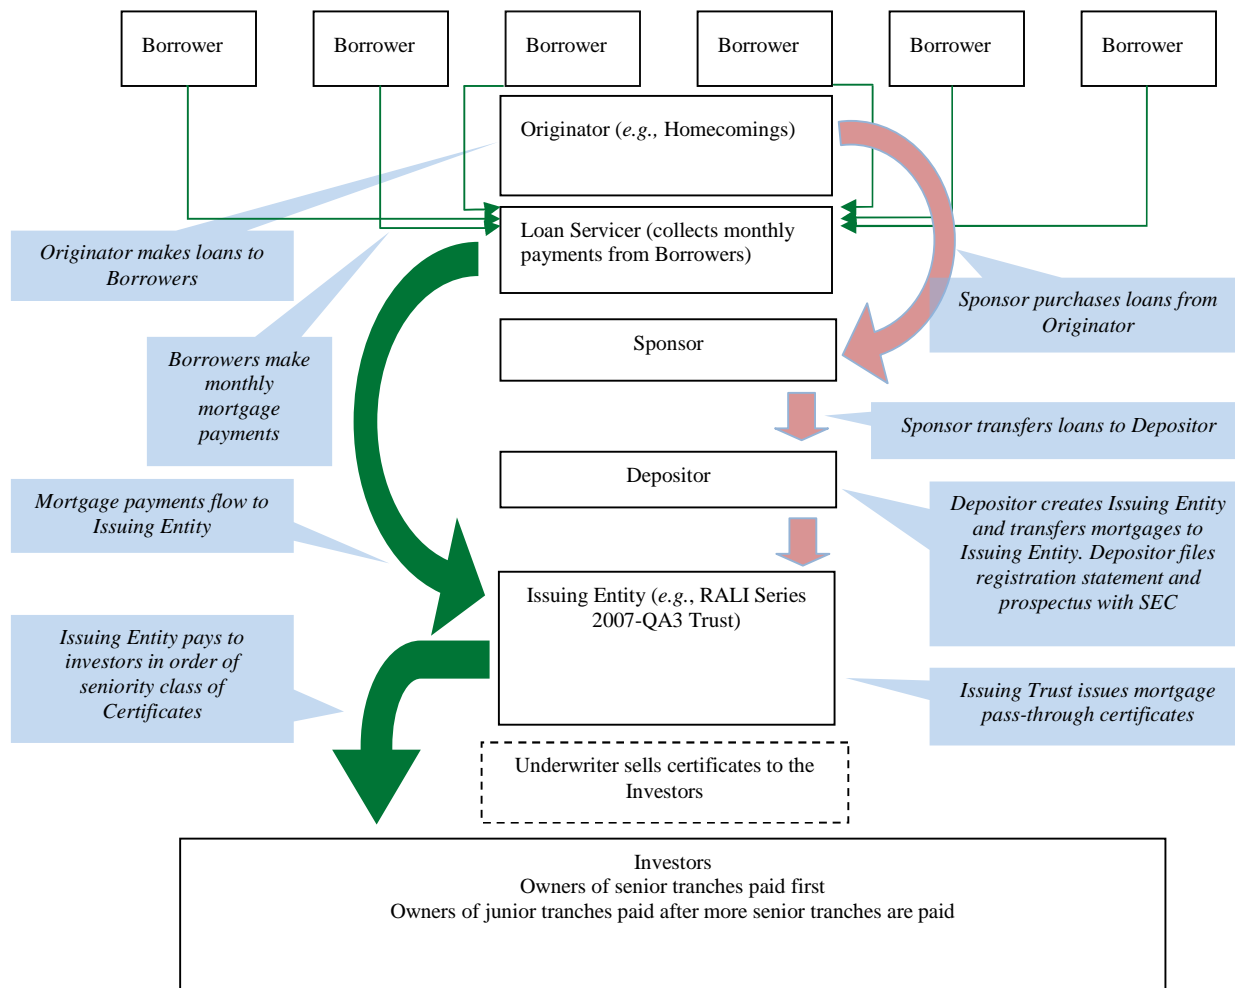 Borrower
Borrower
Borrower
Borrower
Borrower
Borrower
Originator (e.g., Homecomings)
Loan Servicer (collects monthly
payments from Borrowers)
Originator makes loans to
Borrowers
Sponsor purchases loans from
Originator
Sponsor
Borrowers make
monthly
mortgage
payments
Sponsor transfers loans to Depositor
Depositor
Mortgage payments flow to
Issuing Entity
Depositor creates Issuing Entity
and transfers mortgages to
Issuing Entity. Depositor files
registration statement and
prospectus with SEC
Issuing Entity (e.g., RALI Series
2007-QA3 Trust)
Issuing Entity pays to
investors in order of
seniority class of
Certificates
Issuing Trust issues mortgage
pass-through certificates
Underwriter sells certificates to the
Investors
Investors
Owners of senior tranches paid first
Owners of junior tranches paid after more senior tranches are paid